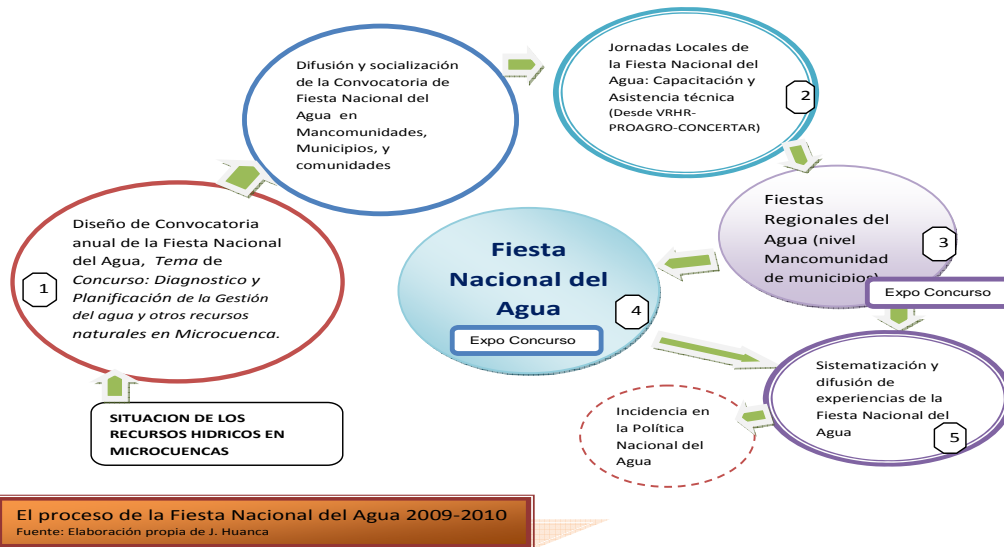 Difusión y socialización
de la Convocatoria de
Fiesta Nacional del
Agua en
Mancomunidades,
Municipios, y
comunidades
Jornadas Locales de
la Fiesta Nacional del
Agua: Capacitación y
Asistencia técnica
(Desde VRHR-
PROAGRO-CONCERTAR)
2
Diseño de Convocatoria
anual de la Fiesta Nacional
del Agua, Tema de
Concurso: Diagnostico y
Planificación de la Gestión
del agua y otros recursos
naturales en Microcuenca.
1
Fiestas
Regionales del
Agua (nivel
Mancomunidad
de municipios)
3
Expo Concurso
Fiesta
Nacional del
Agua
4
Expo Concurso
Sistematización y
difusión de
experiencias de la
Fiesta Nacional del
Agua
5
Incidencia en
la Política
Nacional del
Agua
SITUACION DE LOS
RECURSOS HIDRICOS EN
MICROCUENCAS
El proceso de la Fiesta Nacional del Agua 2009-2010
Fuente: Elaboración propia de J. Huanca